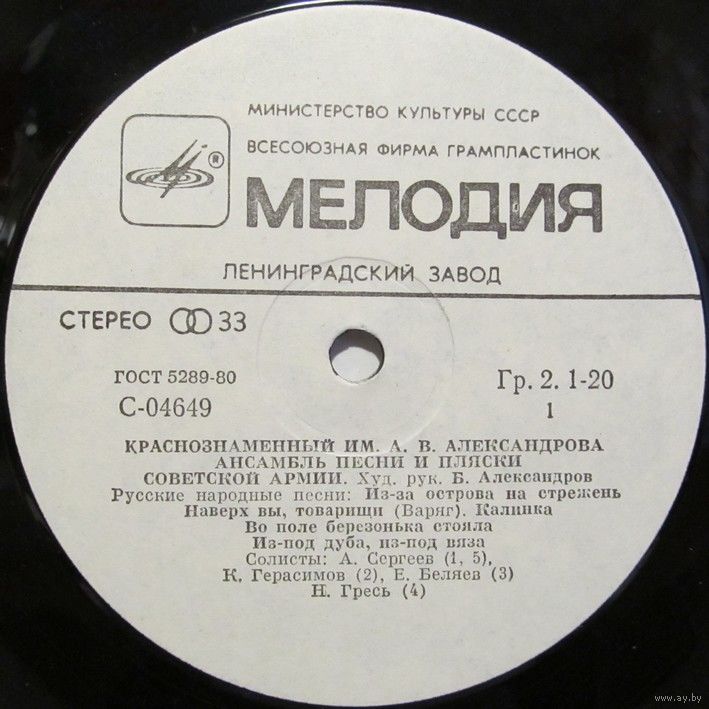 МИНИСТЕРСТВО КУЛЬТУРЫ СССР
ВСЕСОЮЗНАЯ ФИРМА ГРАМПЛАСТИНОК
®
МЕЛОДИЯ
ЛЕНИНГРАДСКИЙ ЗАВОД
СТЕРЕО 33
ГОСТ 5289-80
Гр. 2. 1-20
С-04649
1
КРАСНОЗНАМЕННЫЙ ИМ. А. В. АЛЕКСАНДРОВА
АНСАМБЛЬ ПЕСНИ И ПЛЯСКИ
СОВЕТСКОЙ АРМИИ. Худ. рук. Б. Александров
Русские народные песни: Из-за острова на стрежень
Наверх вы, товарищи (Варяг). Калинка
Во поле березонька стояла
Из-под дуба, из-под вяза
Солисты: А. Сергеев (1, 5),
К. Герасимов (2), Е. Беляев (3)
Н. Гресь (4)
www.ay.by